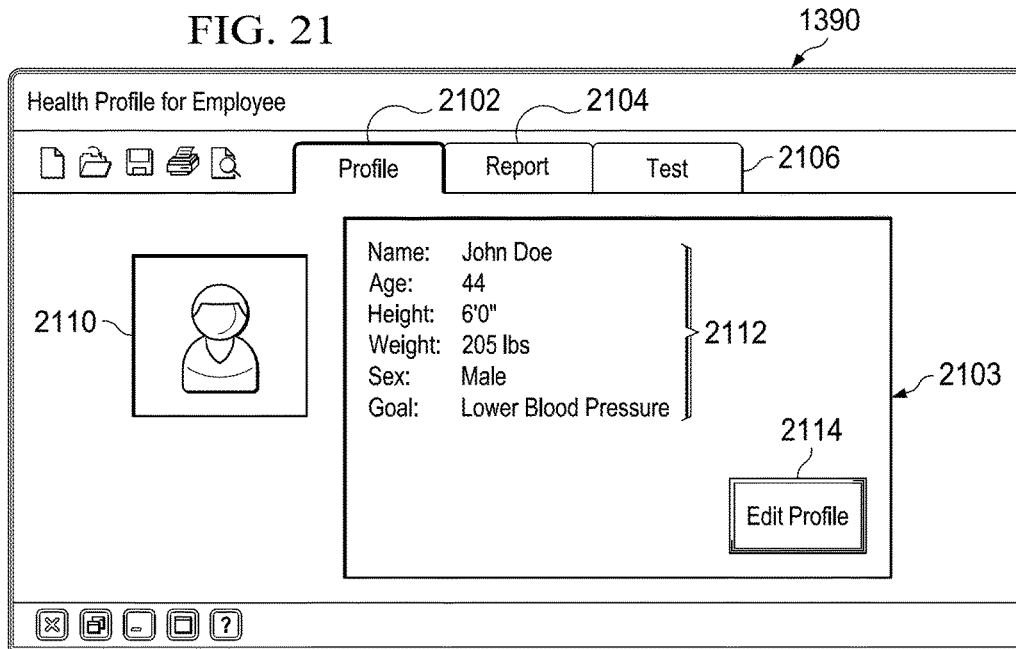 FIG. 21
1390
Health Profile for Employee
2102
2104
Profile
Report
Test
2106
2110
Name: John Doe
Age: 44
Height: 6'0"
Weight: 205 lbs
Sex: Male
Goal: Lower Blood Pressure
2112
2103
2114
Edit Profile
?